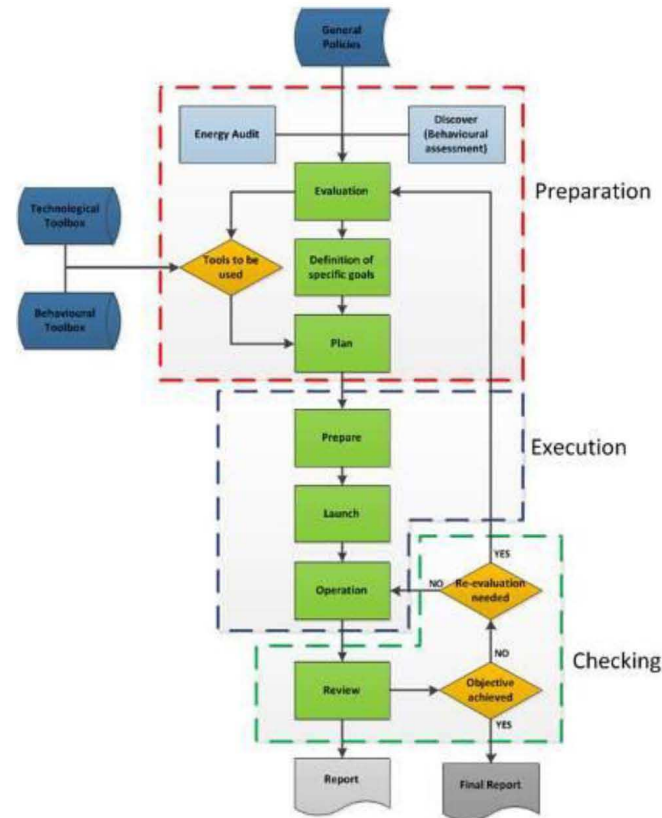 General
Policies
Energy Audit
Discover
(Behavioural
assessment)
Preparation
Evaluation
Technological
Toolbox
Tools to be
used
Definition of
specific goals
Behavioural
Toolbox
Plan
Prepare
Execution
Launch
YES
Operation
NO
Re-evaluation
needed
NO
Checking
Review
Objective
achieved
YES
Report
Final Report